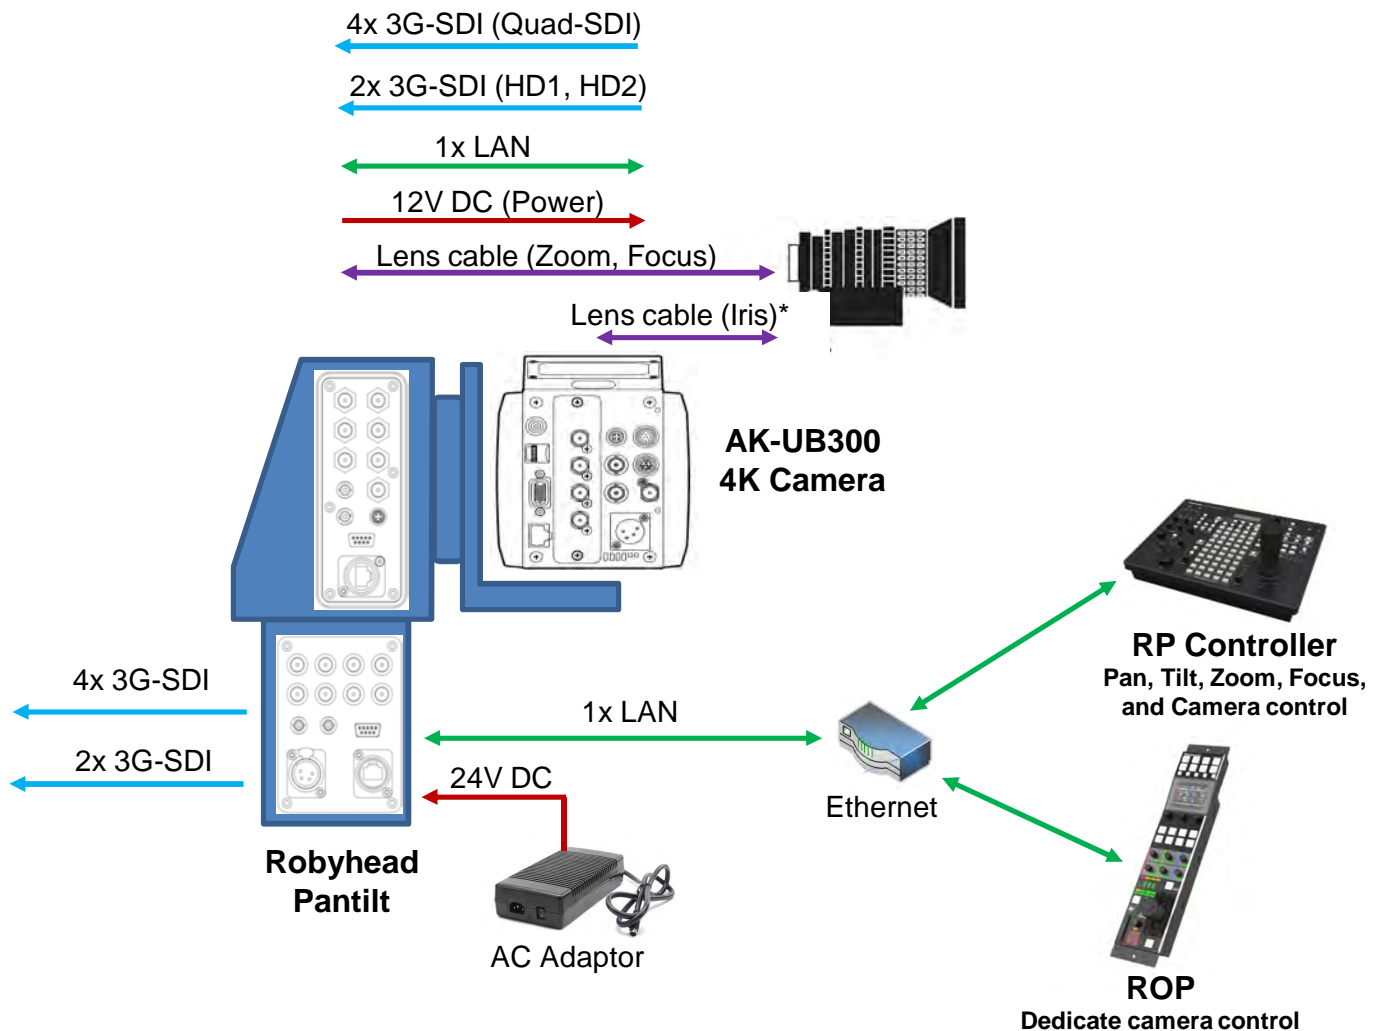 4x 3G-SDI (Quad-SDI)
2x 3G-SDI (HD1, HD2)
1x LAN
12V DC (Power)
Lens cable (Zoom, Focus)
Lens cable (Iris)*
AK-UB300
4K Camera
RP Controller
Pan, Tilt, Zoom, Focus,
and Camera control
4x 3G-SDI
1x LAN
2x 3G-SDI
24V DC
Ethernet
Robyhead
Pantilt
AC Adaptor
ROP
Dedicate camera control